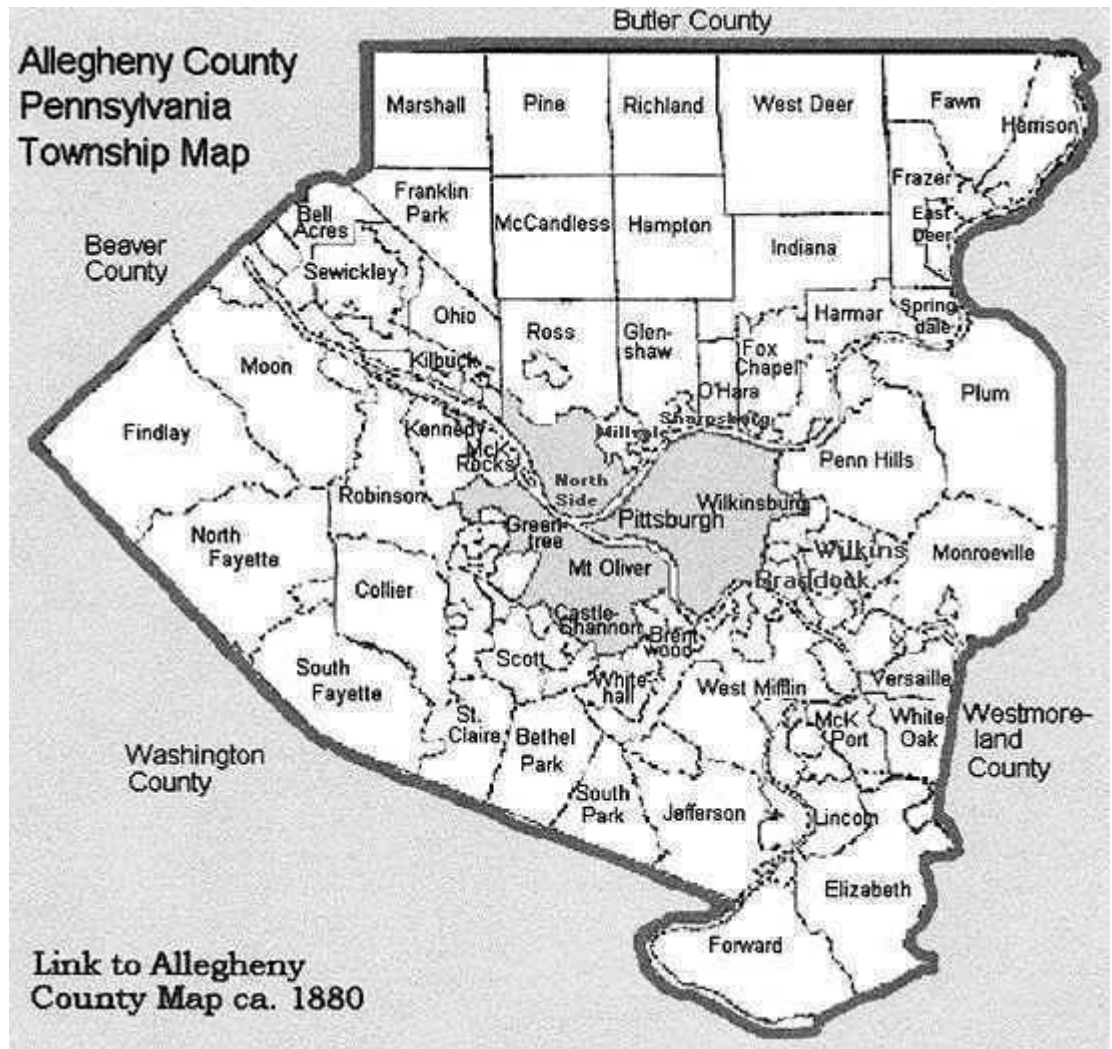 Butler County
Allegheny County
Pennsylvania
Township Map
Marshall
Pine
Richland
West Deer
Fawn
Herrison
Franklin
Park
Frazer
Bell
Acres
McCandless
Hampton
East
Deer
Beaver
County
Indiana
Sewickley
Ohio
Ross
Glen-
shaw
Harmar
Spring
dale
Fox
Chapel
Moon
Kilbuck
O'Hara
Plum
Findlay
Kennedy
McK
Rocks
Millvale
Sharpsburg
Penn Hills
North
Side
Robinson
Wilkinsburg
Pittsburgh
Green-
tree
North
Fayette
Wilkins
Monroeville
Mt Oliver
Braddock
Collier
Castle-
Shannon
Brent
wood
Scott
South
Fayette
White-
hall
West Mifflin
Versaille
St.
Claire
McK
Port
White
Oak
Westmore-
land
County
Bethel
Park
Washington
County
South
Park
Jefferson
Lincoln
Elizabeth
Forward
Link to Allegheny
County Map ca. 1880